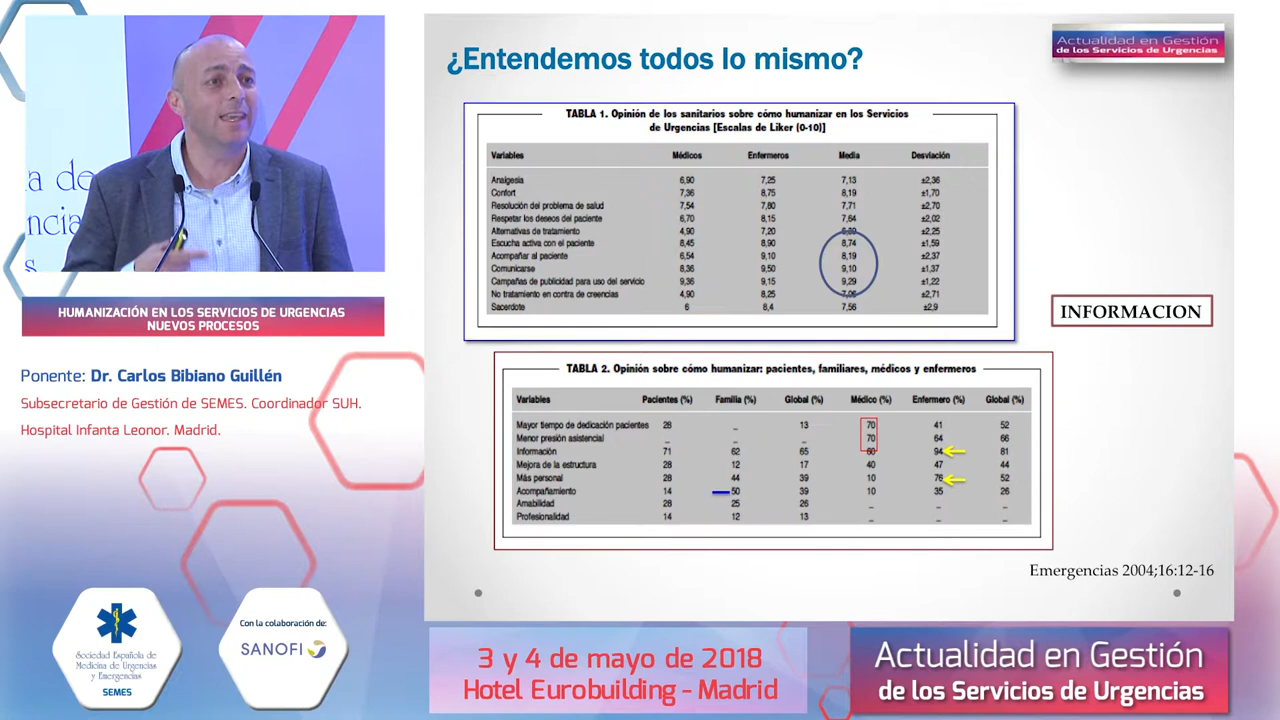 a de
ncia
s
HUMANIZACIÓN EN LOS SERVICIOS DE URGENCIAS
NUEVOS PROCESOS
Ponente: Dr. Carlos Bibiano Guillén
Subsecretario de Gestión de SEMES. Coordinador SUH.
Hospital Infanta Leonor. Madrid.
Sociedad Española de
Medicina de Urgencias
y Emergencias
SEMES
Con la colaboración de:
SANOFI
¿Entendemos todos lo mismo?
Actualidad en Gestión
de los Servicios de Urgencias
TABLA 1. Opinión de los sanitarios sobre cómo humanizar en los Servicios
de Urgencias [Escalas de Liker (0-10)]
Variables Médicos Enfermeros Media Desviación
Analgesia 6,90 7,25 7,13 ±2,36
Confort 7,36 8,75 8,19 ±1,70
Resolución del problema de salud 7,54 7,80 7,71 ±2,70
Respetar los deseos del paciente 6,70 8,15 7,64 ±2,02
Alternativas de tratamiento 4,90 7,20 ±2,25
Escucha activa con el paciente 8,45 8,90 8,74 ±1,59
Acompañar al paciente 6,54 9,10 8,19 ±2,37
Comunicarse 8,36 9,50 9,10 ±1,37
Campañas de publicidad para uso del servicio 9,36 9,15 9,29 ±1,22
No tratamiento en contra de creencias 4,90 8,25 7,06 ±2,71
Sacerdote 6 8,4 7,56 ±2,9
INFORMACION
TABLA 2. Opinión sobre cómo humanizar: pacientes, familiares, médicos y enfermeros
Variables Pacientes (%) Familia (%) Global (%) Médico (%) Enfermero (%) Global (%)
Mayor tiempo de dedicación pacientes 28 _ 13 70 41 52
Menor presión asistencial _ _ _ 70 64 66
Información 71 62 65 60 94 81
Mejora de la estructura 28 12 17 40 47 44
Más personal 28 44 39 10 76 52
Acompañamiento 14 50 39 10 35 26
Amabilidad 28 25 26 _ _ _
Profesionalidad 14 12 13 _ _ _
Emergencias 2004;16:12-16
3 y 4 de mayo de 2018
Hotel Eurobuilding - Madrid
Actualidad en Gestión
de los Servicios de Urgencias